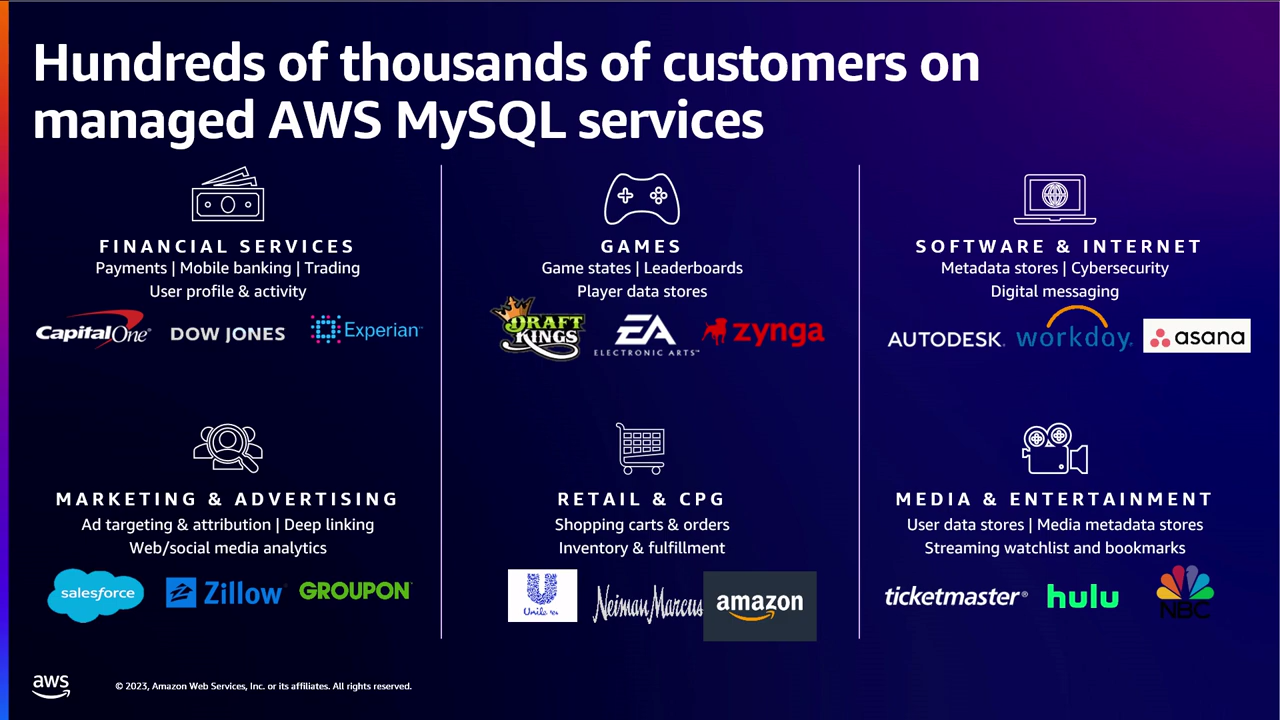 Hundreds of thousands of customers on
managed AWS MySQL services
FINANCIAL SERVICES
Payments | Mobile banking | Trading
User profile & activity
Capital One®
DOW JONES
Experian™
GAMES
Game states | Leaderboards
Player data stores
DRAFT
KINGS
EA
ELECTRONIC ARTS™
zynga
SOFTWARE & INTERNET
Metadata stores | Cybersecurity
Digital messaging
AUTODESK.
workday.
asana
MARKETING & ADVERTISING
Ad targeting & attribution | Deep linking
Web/social media analytics
salesforce
Zillow
GROUPON
RETAIL & CPG
Shopping carts & orders
Inventory & fulfillment
Unilever
Neiman Marcus
amazon
MEDIA & ENTERTAINMENT
User data stores | Media metadata stores
Streaming watchlist and bookmarks
ticketmaster®
hulu
NBC
aws
© 2023, Amazon Web Services, Inc. or its affiliates. All rights reserved.